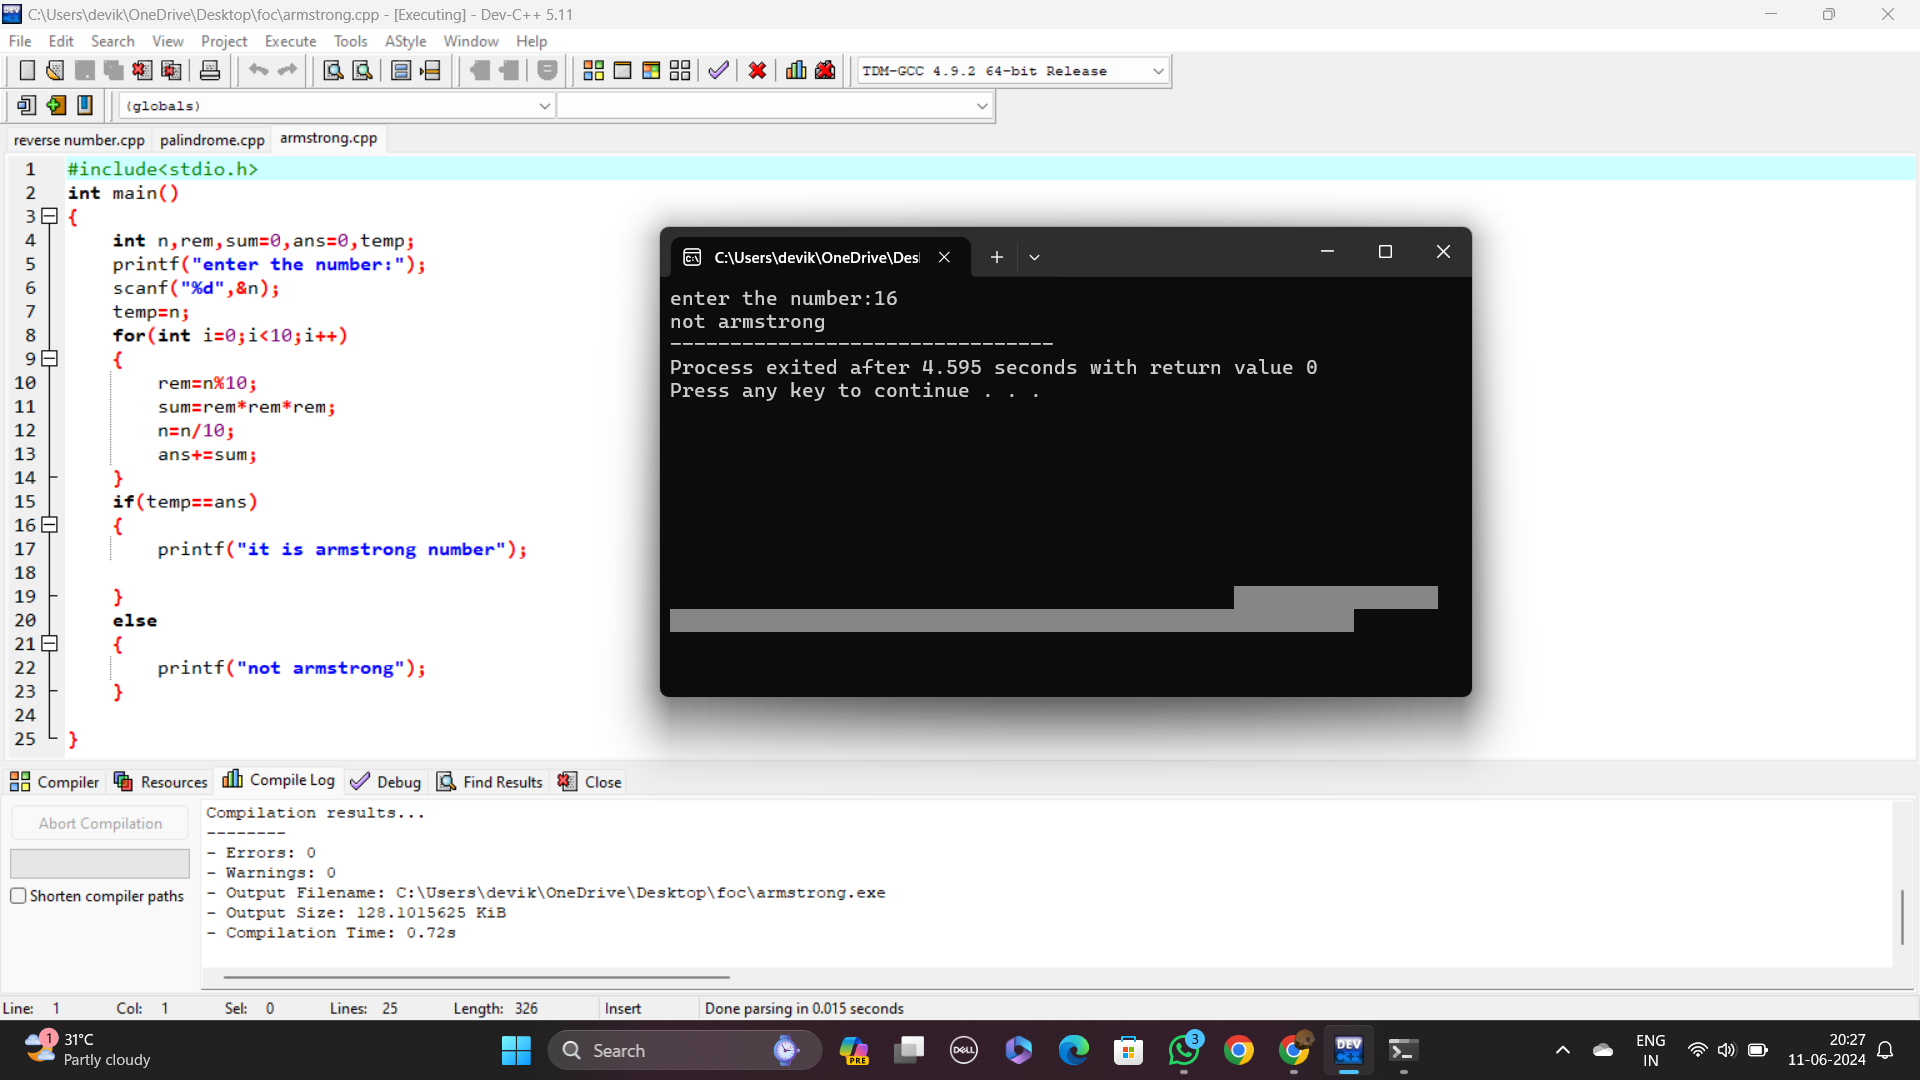 C:\Users\devik\OneDrive\Desktop\foc\armstrong.cpp - [Executing] - Dev-C++ 5.11
File Edit Search View Project Execute Tools AStyle Window Help
TDM-GCC 4.9.2 64-bit Release
(globals)
reverse number.cpp palindrome.cpp armstrong.cpp
1 #include<stdio.h>
2 int main()
3 {
4 int n,rem,sum=0,ans=0,temp;
5 printf("enter the number:");
6 scanf("%d",&n);
7 temp=n;
8 for(int i=0;i<10;i++)
9 {
10 rem=n%10;
11 sum=rem*rem*rem;
12 n=n/10;
13 ans+=sum;
14 }
15 if(temp==ans)
16 {
17 printf("it is armstrong number");
18
19 }
20 else
21 {
22 printf("not armstrong");
23 }
24
25 }
C:\Users\devik\OneDrive\Des
enter the number:16
not armstrong
--------------------------------
Process exited after 4.595 seconds with return value 0
Press any key to continue . . .
Compiler Resources Compile Log Debug Find Results Close
Abort Compilation
Shorten compiler paths
Compilation results...
--------
- Errors: 0
- Warnings: 0
- Output Filename: C:\Users\devik\OneDrive\Desktop\foc\armstrong.exe
- Output Size: 128.1015625 KiB
- Compilation Time: 0.72s
Line: 1 Col: 1 Sel: 0 Lines: 25 Length: 326 Insert Done parsing in 0.015 seconds
1
31°C
Partly cloudy
Search
PRE
DELL
3
DEV
C++
ENG
IN
20:27
11-06-2024